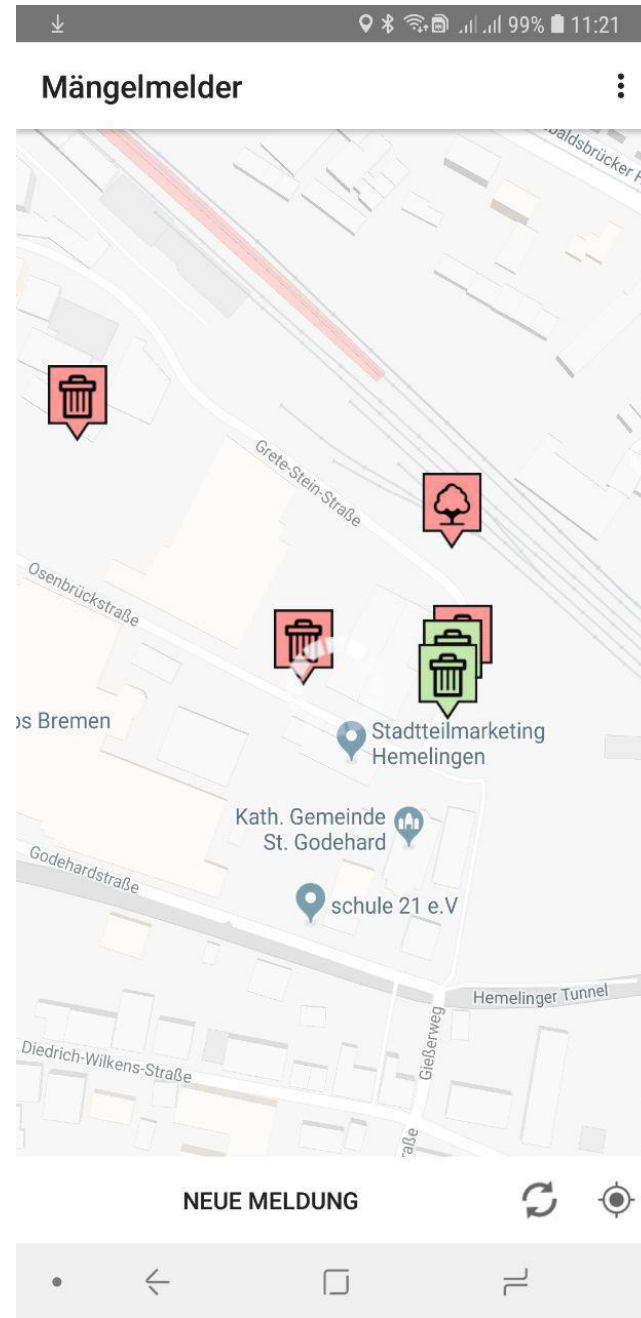 99% 11:21
Mängelmelder
Grete-Stein-Straße
Osenbrückstraße
os Bremen
Stadtteilmarketing
Hemelingen
Kath. Gemeinde
St. Godehard
Godehardstraße
schule 21 e.V
Hemelinger Tunnel
Gießerweg
Diedrich-Wilkens-Straße
raße
NEUE MELDUNG